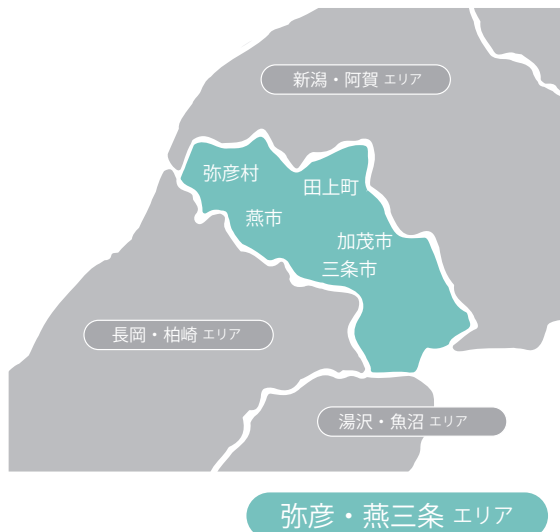 新潟・阿賀 エリア
弥彦村
田上町
燕市
加茂市
三条市
長岡・柏崎 エリア
湯沢・魚沼 エリア
弥彦・燕三条 エリア